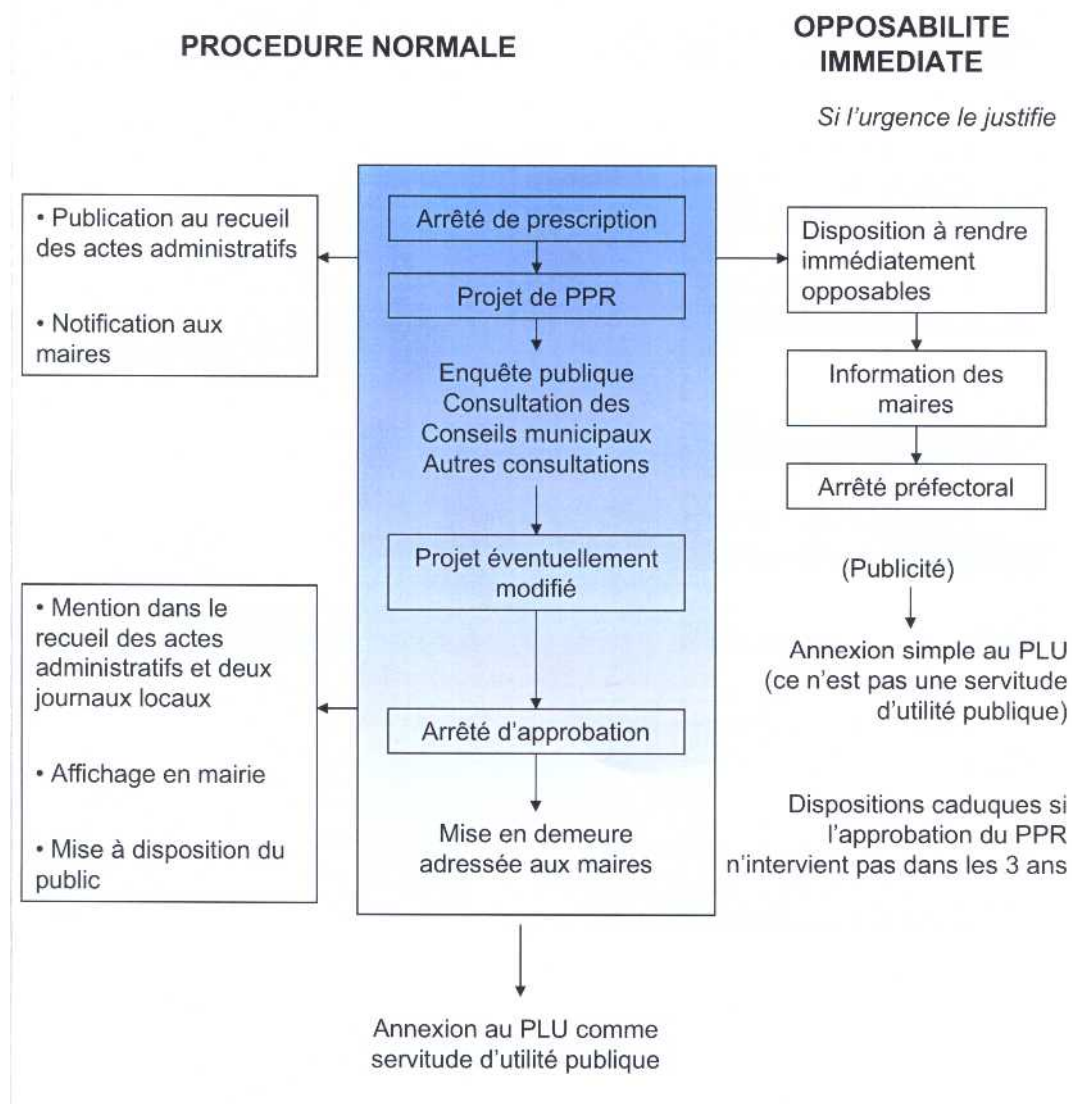 PROCEDURE NORMALE
OPPOSABILITE
IMMEDIATE
Si l'urgence le justifie
• Publication au recueil
des actes administratifs
• Notification aux
maires
Arrêté de prescription
Projet de PPR
Enquête publique
Consultation des
Conseils municipaux
Autres consultations
Projet éventuellement
modifié
Arrêté d'approbation
Mise en demeure
adressée aux maires
Annexion au PLU comme
servitude d'utilité publique
• Mention dans le
recueil des actes
administratifs et deux
journaux locaux
• Affichage en mairie
• Mise à disposition du
public
Disposition à rendre
immédiatement
opposables
Information des
maires
Arrêté préfectoral
(Publicité)
Annexion simple au PLU
(ce n'est pas une servitude
d'utilité publique)
Dispositions caduques si
l'approbation du PPR
n'intervient pas dans les 3 ans